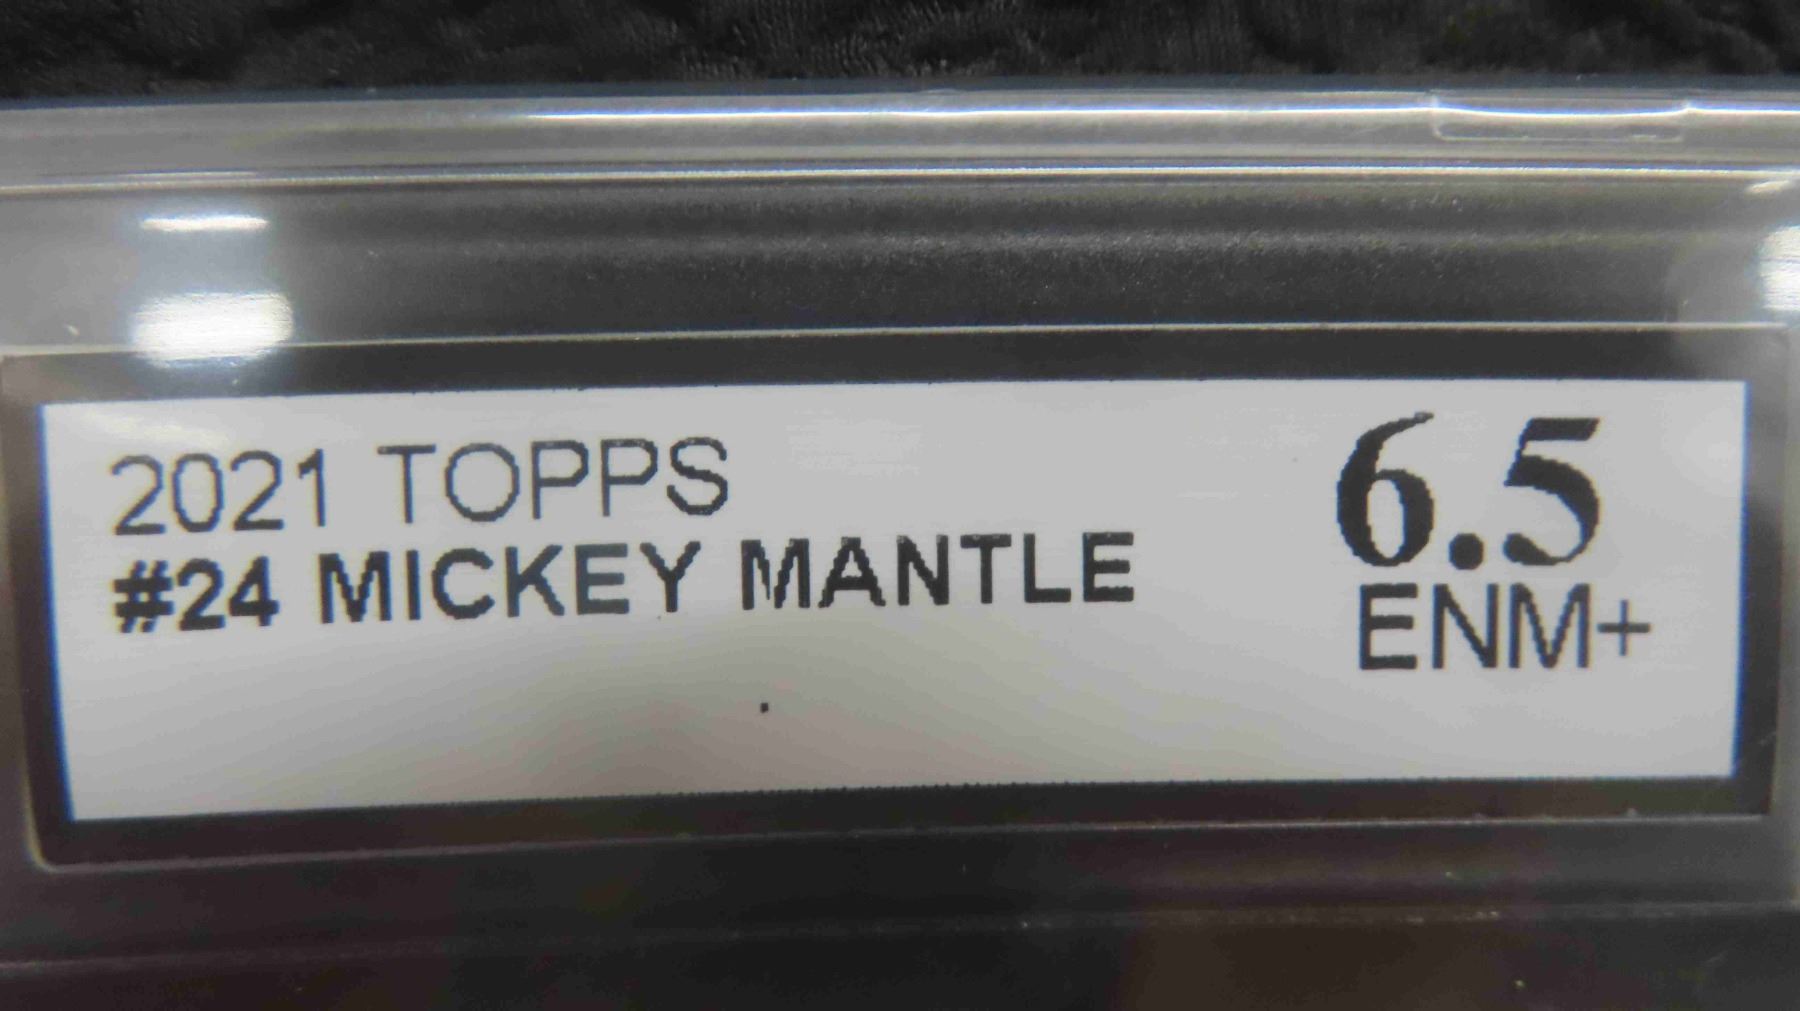 2021 TOPPS
#24 MICKEY MANTLE
6.5
ENM+